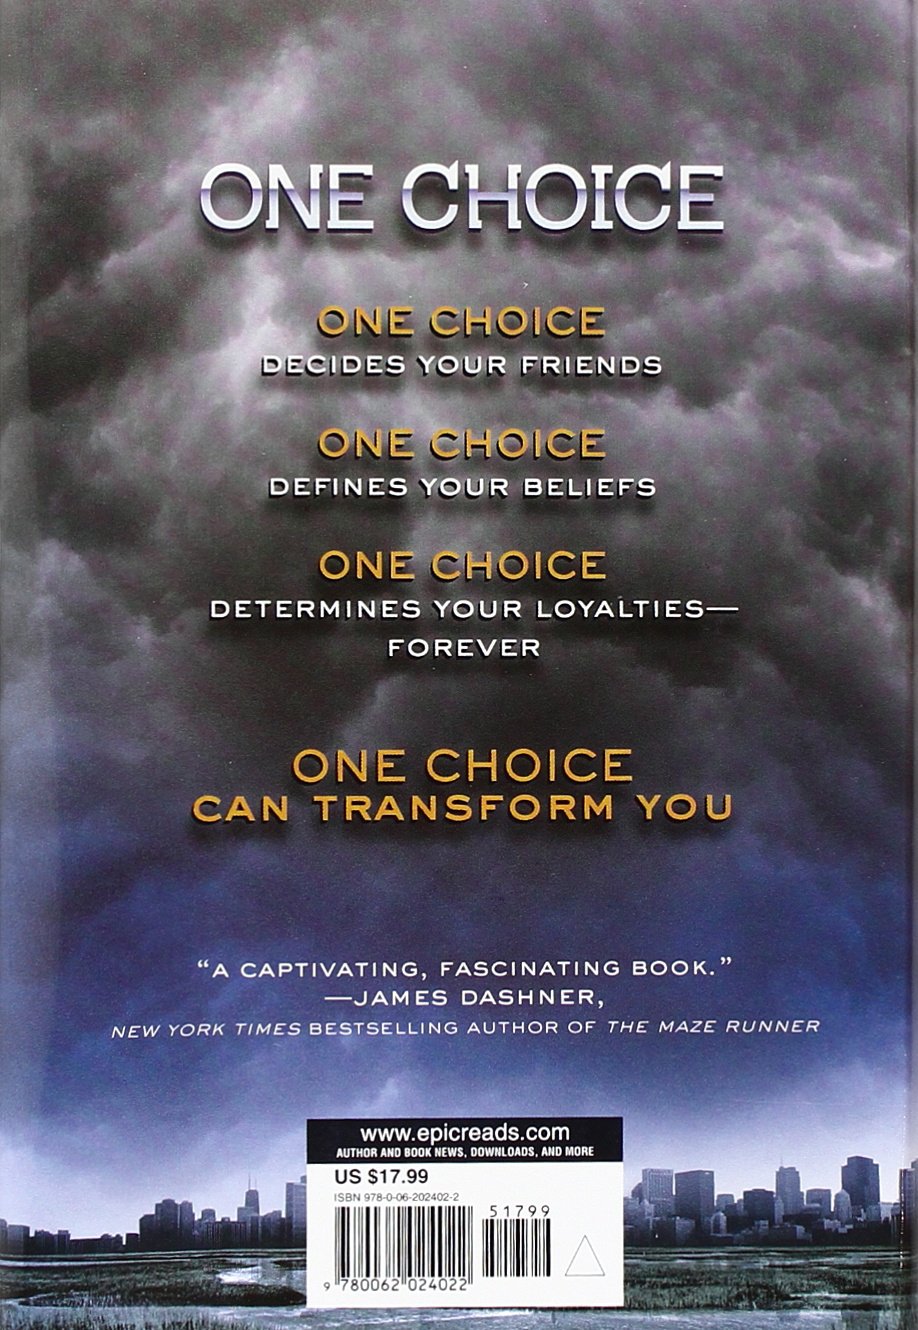 ONE CHOICE
ONE CHOICE
DECIDES YOUR FRIENDS
ONE CHOICE
DEFINES YOUR BELIEFS
ONE CHOICE
DETERMINES YOUR LOYALTIES—
FOREVER
ONE CHOICE
CAN TRANSFORM YOU
“A CAPTIVATING, FASCINATING BOOK.”
—JAMES DASHNER,
NEW YORK TIMES BESTSELLING AUTHOR OF THE MAZE RUNNER
www.epicreads.com
AUTHOR AND BOOK NEWS, DOWNLOADS, AND MORE
US $17.99
ISBN 978-0-06-202402-2
51799
9 780062 024022